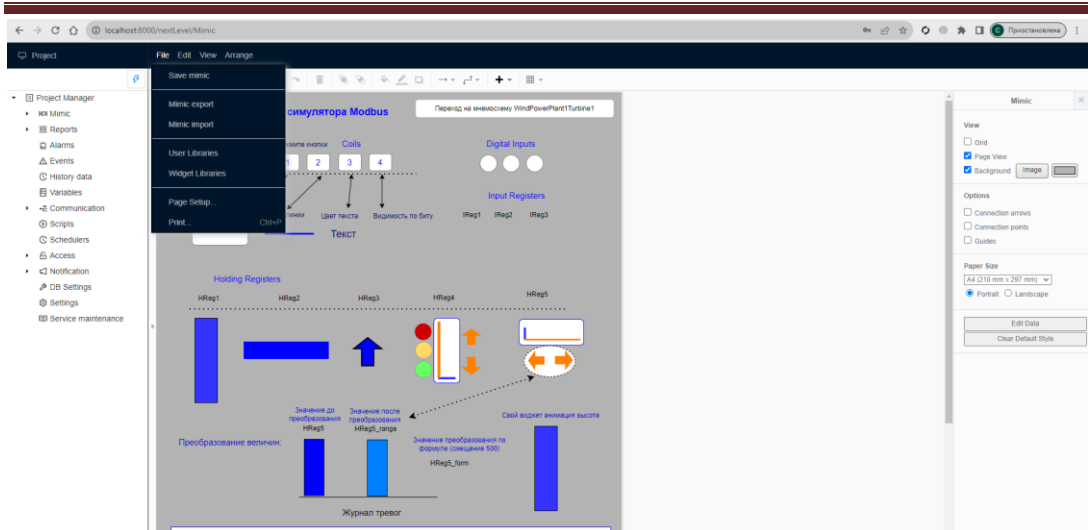 localhost:8000/nextLevel/Mimic
Приостановлена
Project
File Edit View Arrange
Save mimic
Mimic export
Mimic import
User Libraries
Widget Libraries
Page Setup...
Print... Ctrl+P
Project Manager
Mimic
Reports
Alarms
Events
History data
Variables
Communication
Scripts
Schedulers
Access
Notification
DB Settings
Settings
Service maintenance
симулятора Modbus
Переход на мнемосхему WindPowerPlant1Turbine1
кнопки
Coils
1 2 3 4
Digital Inputs
Input Registers
линии
Цвет текста
Видимость по биту
IReg1 IReg2 IReg3
Текст
Holding Registers
HReg1 HReg2 HReg3 HReg4 HReg5
Значение до
преобразования
HReg5
Значение после
преобразования
HReg5_range
Свой виджет анимация высота
Преобразование величин:
Значение преобразования по
формуле (смещение 500)
HReg5_form
Журнал тревог
Mimic
View
Grid
Page View
Background Image
Options
Connection arrows
Connection points
Guides
Paper Size
A4 (210 mm x 297 mm)
Portrait Landscape
Edit Data
Clear Default Style